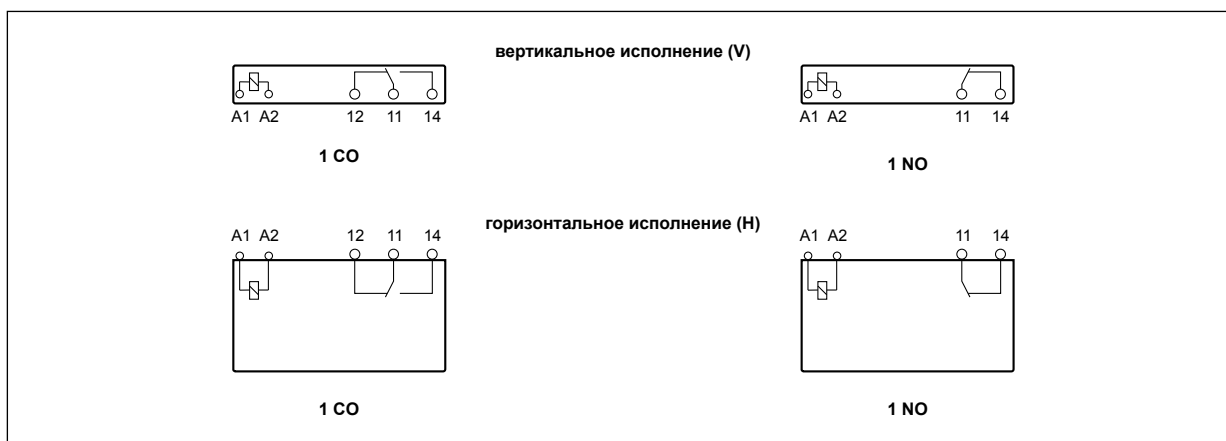 вертикальное исполнение (V)
A1 A2 12 11 14
1 CO
A1 A2 11 14
1 NO
горизонтальное исполнение (H)
A1 A2 12 11 14
1 CO
A1 A2 11 14
1 NO